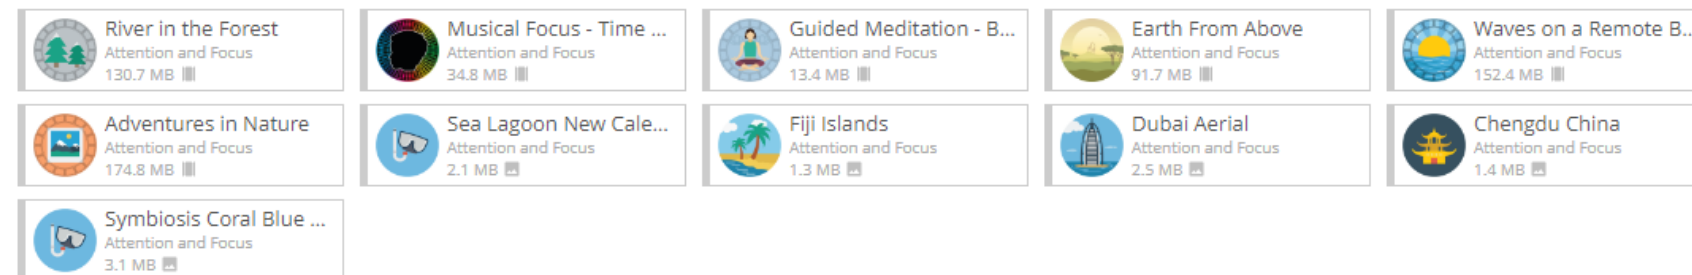 River in the Forest
Attention and Focus
130.7 MB
Musical Focus - Time ...
Attention and Focus
34.8 MB
Guided Meditation - B...
Attention and Focus
13.4 MB
Earth From Above
Attention and Focus
91.7 MB
Waves on a Remote B..
Attention and Focus
152.4 MB
Adventures in Nature
Attention and Focus
174.8 MB
Sea Lagoon New Cale...
Attention and Focus
2.1 MB
Fiji Islands
Attention and Focus
1.3 MB
Dubai Aerial
Attention and Focus
2.5 MB
Chengdu China
Attention and Focus
1.4 MB
Symbiosis Coral Blue ...
Attention and Focus
3.1 MB